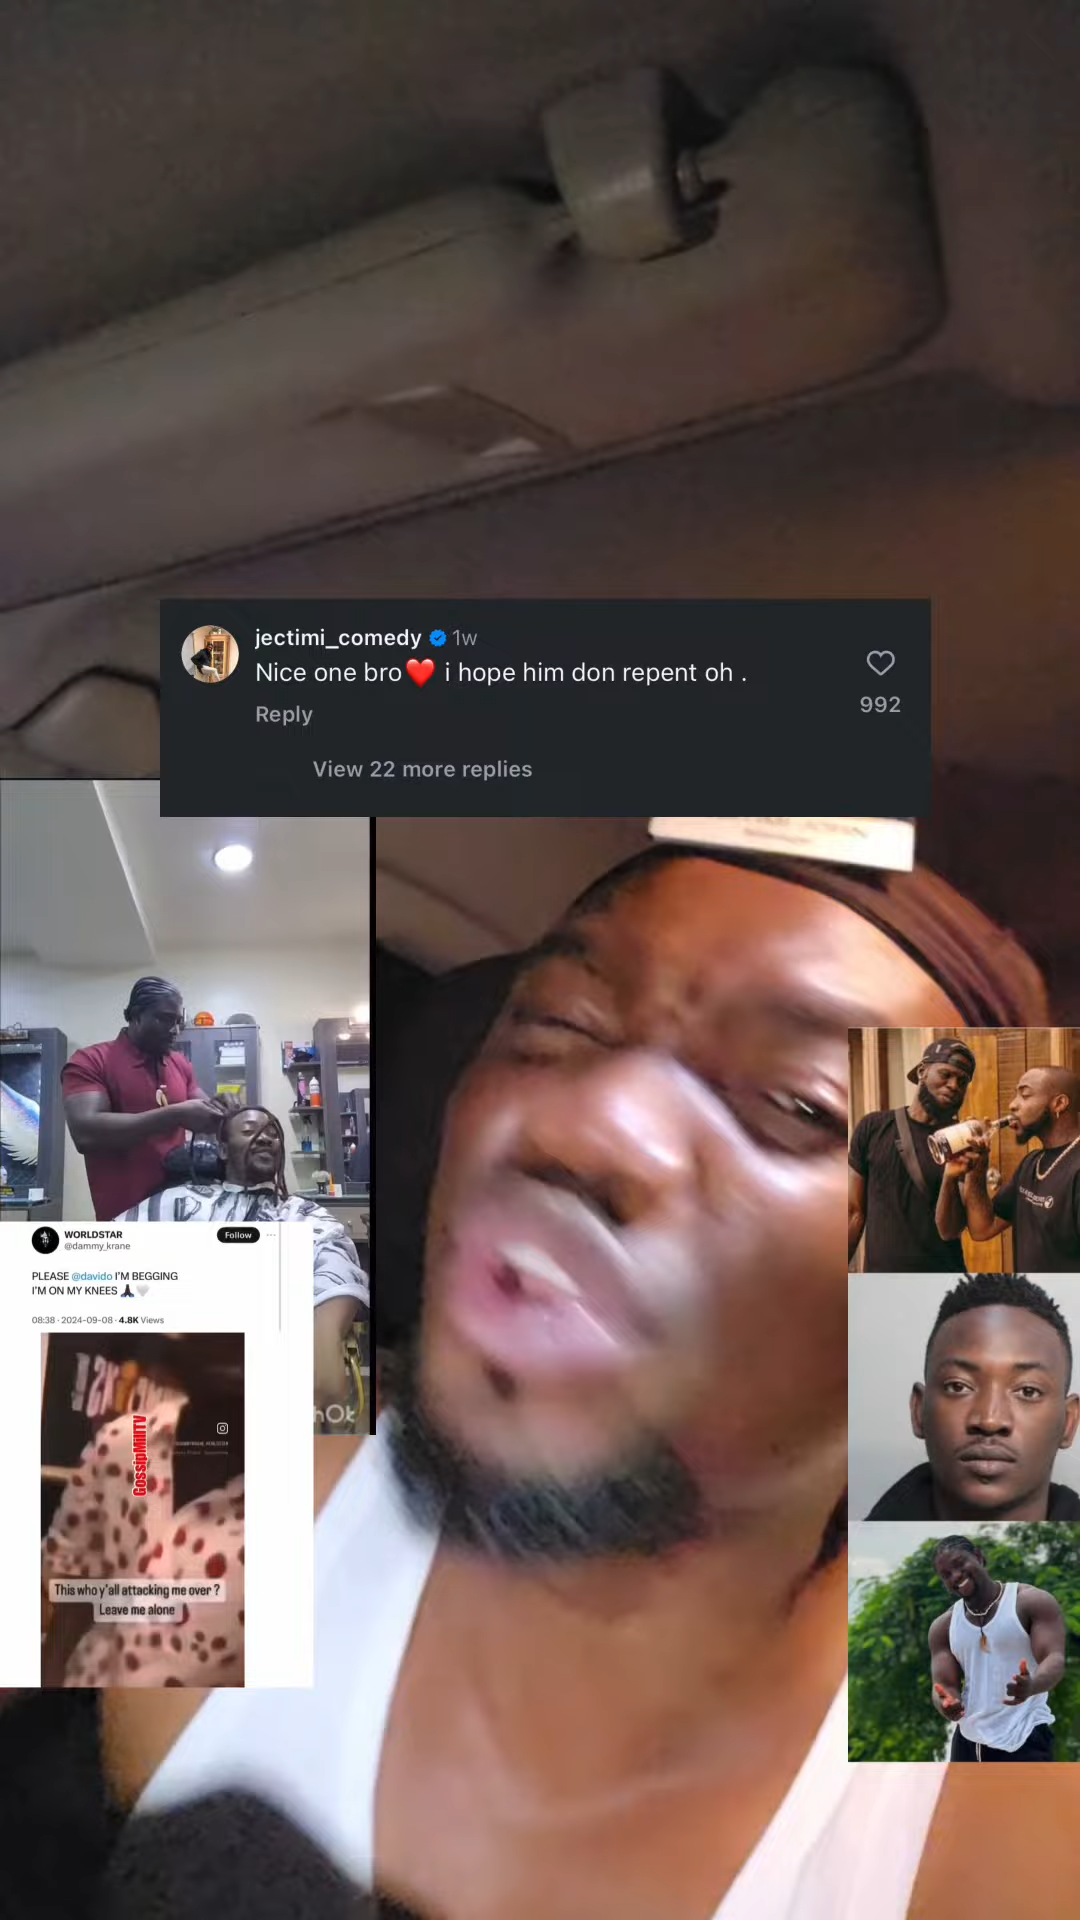 jectimi_comedy 1w
Nice one bro❤️ i hope him don repent oh .
992
Reply
View 22 more replies
WORLDSTAR
@dammy_krane
Follow
PLEASE @davido I'M BEGGING
I'M ON MY KNEES 🙏🏿🤍
08:38 · 2024-09-08 · 4.8K Views
GossipMillTV
This who y'all attacking me over ?
Leave me alone